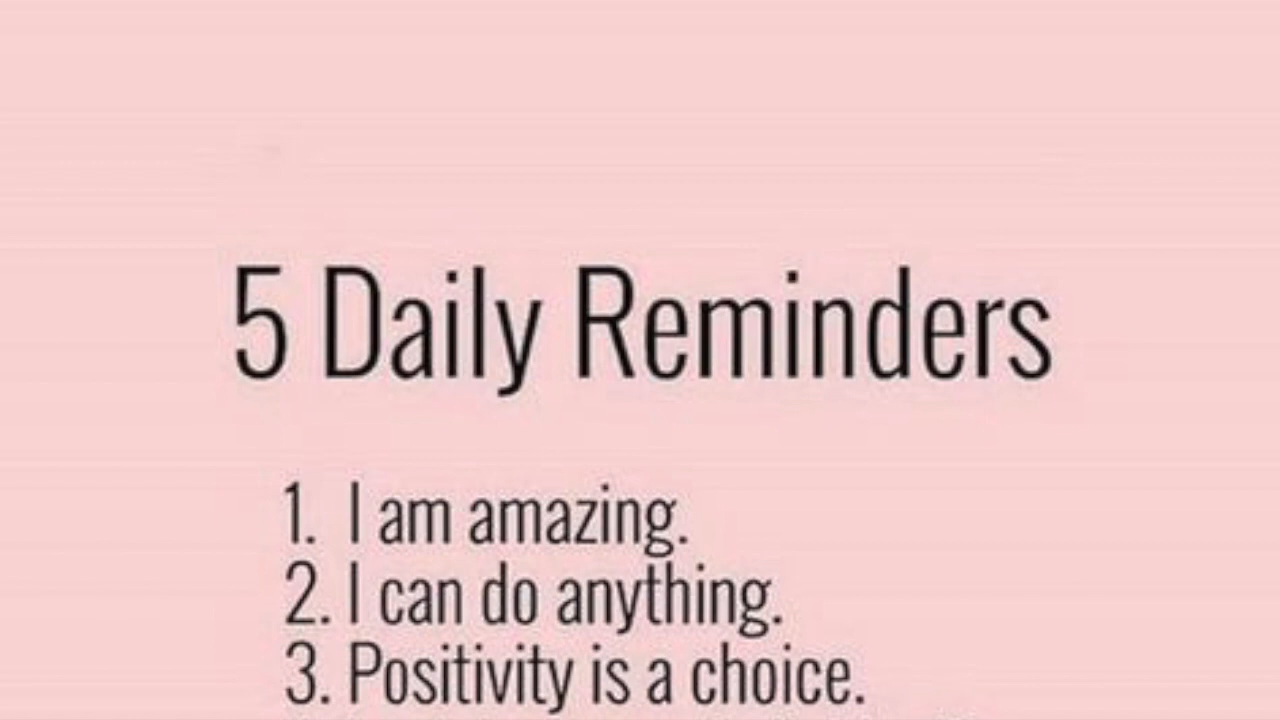 5 Daily Reminders
1. I am amazing.
2. I can do anything.
3. Positivity is a choice.